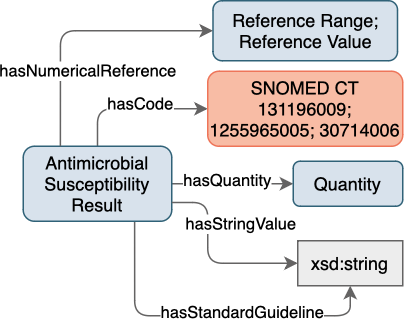 Reference Range;
Reference Value
hasNumericalReference
SNOMED CT
131196009;
1255965005; 30714006
hasCode
Antimicrobial
Susceptibility
Result
hasQuantity
Quantity
hasStringValue
xsd:string
hasStandardGuideline